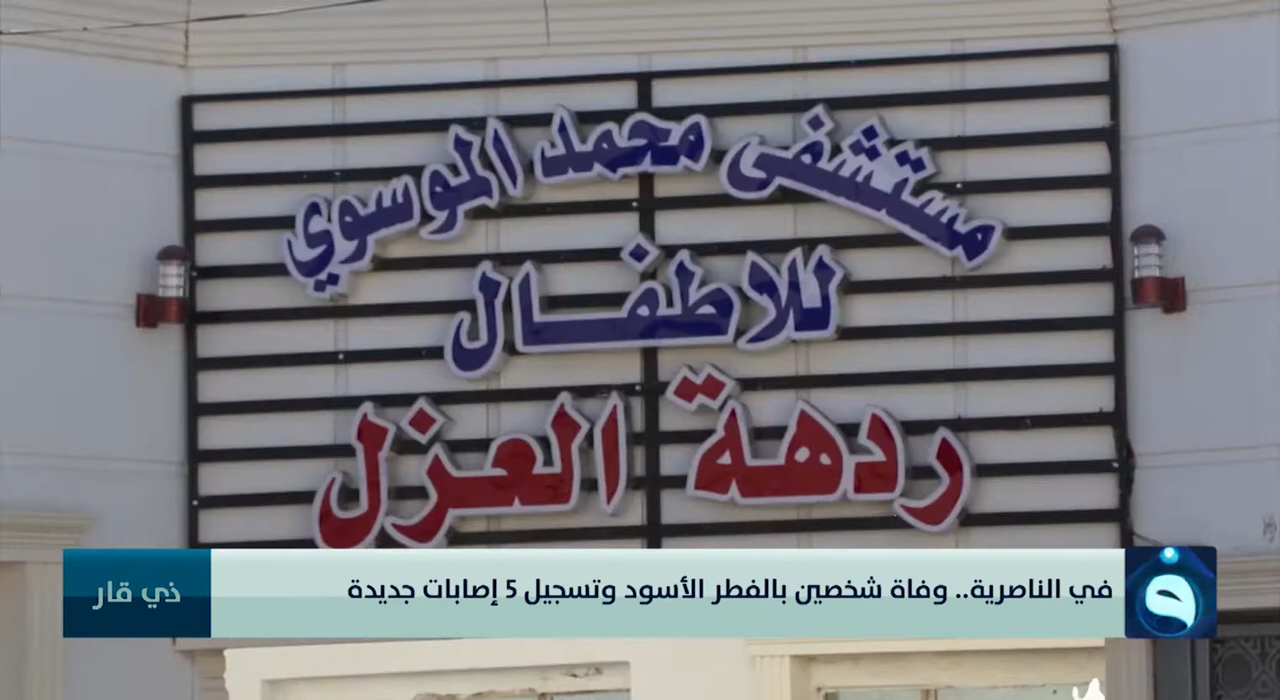 مستشفى محمد الموسوي
للاطفال
ردهة العزل
في الناصرية.. وفاة شخصين بالفطر الأسود وتسجيل 5 إصابات جديدة
ذي قار